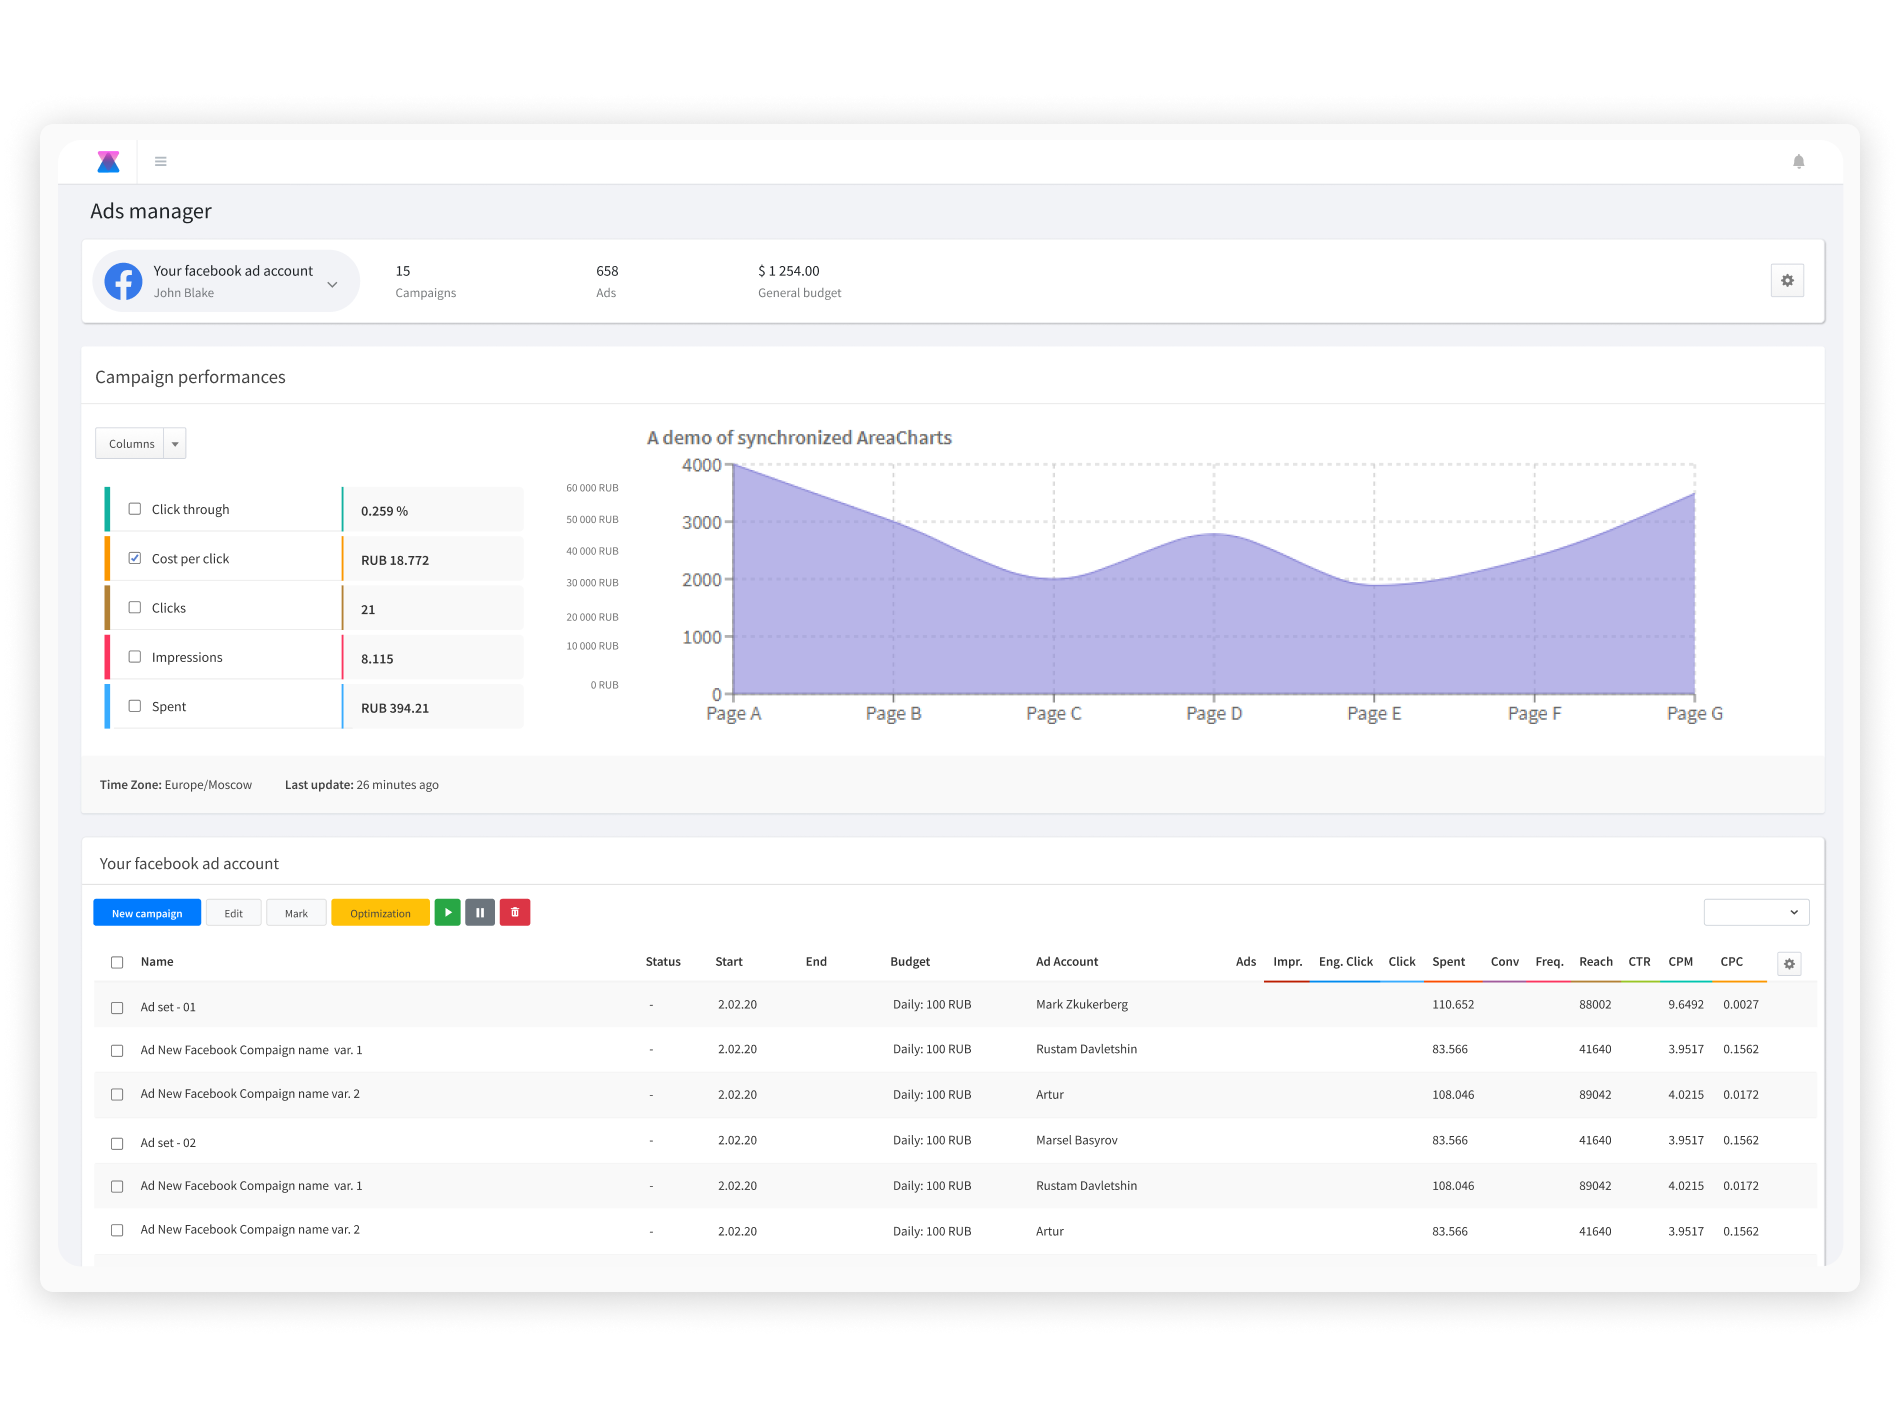 Ads manager
Your facebook ad account
John Blake
15
Campaigns
658
Ads
$ 1 254.00
General budget
Campaign performances
Columns
Click through 0.259 %
Cost per click RUB 18.772
Clicks 21
Impressions 8.115
Spent RUB 394.21
60 000 RUB
50 000 RUB
40 000 RUB
30 000 RUB
20 000 RUB
10 000 RUB
0 RUB
A demo of synchronized AreaCharts
4000
3000
2000
1000
0
Page A Page B Page C Page D Page E Page F Page G
Time Zone: Europe/Moscow Last update: 26 minutes ago
Your facebook ad account
New campaign Edit Mark Optimization
Name Status Start End Budget Ad Account Ads Impr. Eng. Click Click Spent Conv Freq. Reach CTR CPM CPC
Ad set - 01 - 2.02.20 Daily: 100 RUB Mark Zkukerberg 110.652 88002 9.6492 0.0027
Ad New Facebook Compaign name var. 1 - 2.02.20 Daily: 100 RUB Rustam Davletshin 83.566 41640 3.9517 0.1562
Ad New Facebook Compaign name var. 2 - 2.02.20 Daily: 100 RUB Artur 108.046 89042 4.0215 0.0172
Ad set - 02 - 2.02.20 Daily: 100 RUB Marsel Basyrov 83.566 41640 3.9517 0.1562
Ad New Facebook Compaign name var. 1 - 2.02.20 Daily: 100 RUB Rustam Davletshin 108.046 89042 4.0215 0.0172
Ad New Facebook Compaign name var. 2 - 2.02.20 Daily: 100 RUB Artur 83.566 41640 3.9517 0.1562